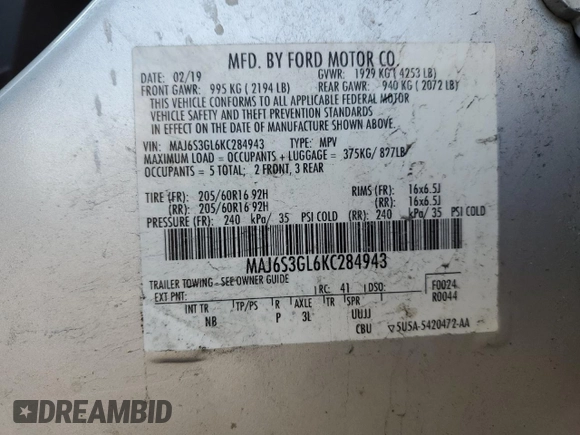 MFD. BY FORD MOTOR CO.
DATE: 02/19 GVWR: 1929 KG ( 4253 LB)
FRONT GAWR: 995 KG ( 2194 LB) REAR GAWR: 940 KG ( 2072 LB)
THIS VEHICLE CONFORMS TO ALL APPLICABLE FEDERAL MOTOR
VEHICLE SAFETY AND THEFT PREVENTION STANDARDS
IN EFFECT ON THE DATE OF MANUFACTURE SHOWN ABOVE.
VIN: MAJ6S3GL6KC284943 TYPE: MPV
MAXIMUM LOAD = OCCUPANTS + LUGGAGE = 375KG/ 827LB
OCCUPANTS = 5 TOTAL; 2 FRONT, 3 REAR
TIRE (FR): 205/60R16 92H RIMS (FR): 16x6.5J
(RR): 205/60R16 92H (RR): 16x6.5J
PRESSURE (FR): 240 kPa/ 35 PSI COLD (RR): 240 kPa/ 35 PSI COLD
MAJ6S3GL6KC284943
TRAILER TOWING - SEE OWNER GUIDE
EXT PNT: RC: 41 DSO: F0024
R0044
INT TR TP/PS R AXLE TR SPR
NB P 3L UUJJ
CBU 5U5A-5420472-AA
DREAMBID